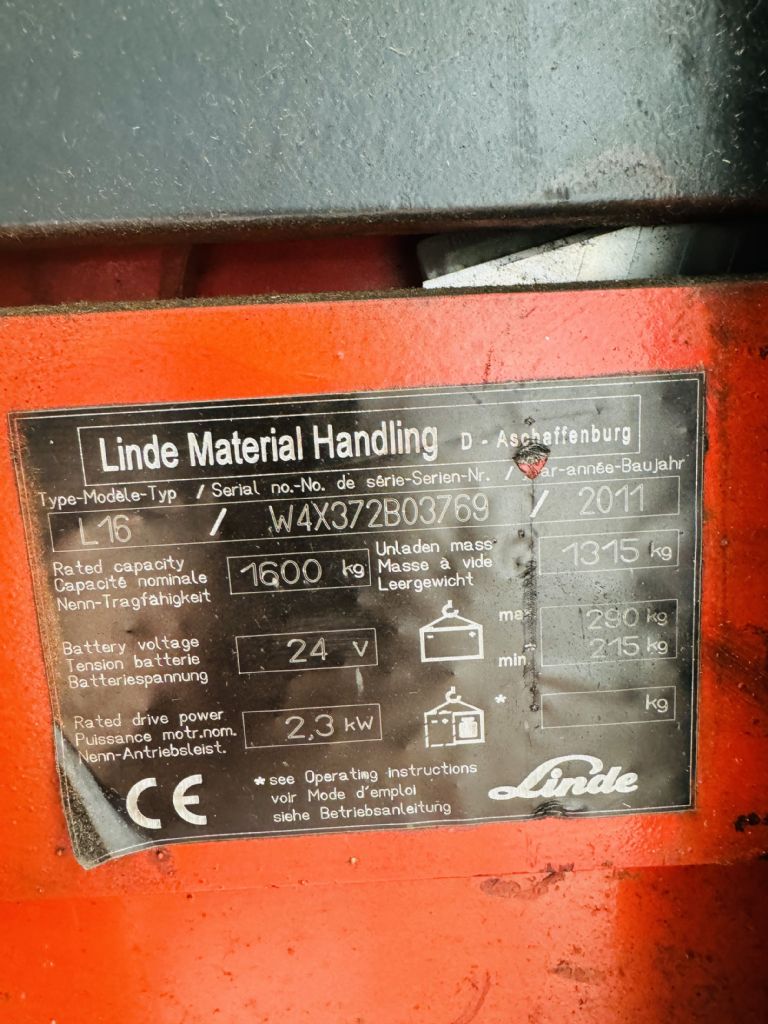 Linde Material Handling D - Aschaffenburg
Type-Modèle-Typ / Serial no.-No. de série-Serien-Nr. / -année-Baujahr
L16 / W4X372B03769 / 2011
Rated capacity
Capacité nominale
Nenn-Tragfähigkeit
1600 kg
Unladen mass
Masse à vide
Leergewicht
1315 kg
Battery voltage
Tension batterie
Batteriespannung
24 V
max 290 kg
min 215 kg
Rated drive power
Puissance motr.nom.
Nenn-Antriebsleist.
2,3 kW
* kg
CE
*see Operating instructions
voir Mode d'emploi
siehe Betriebsanleitung
Linde